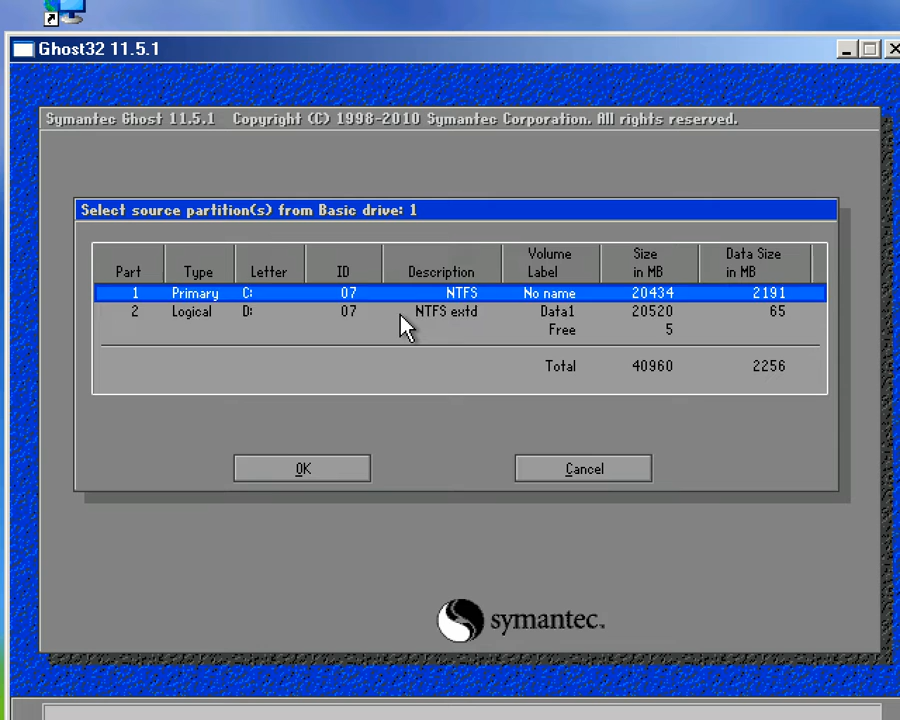 Ghost32 11.5.1
Symantec Ghost 11.5.1 Copyright (C) 1998-2010 Symantec Corporation. All rights reserved.
Select source partition(s) from Basic drive: 1
Part Type Letter ID Description Volume Label Size in MB Data Size in MB
1 Primary C: 07 NTFS No name 20434 2191
2 Logical D: 07 NTFS extd Data1 20520 65
Free 5
Total 40960 2256
OK Cancel
symantec.